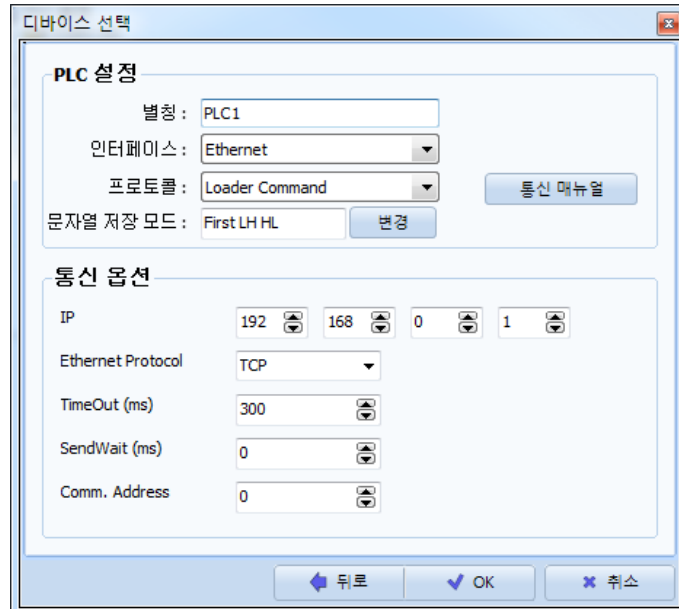 디바이스 선택
PLC 설정
별칭 : PLC1
인터페이스 : Ethernet
프로토콜 : Loader Command 통신 매뉴얼
문자열 저장 모드 : First LH HL 변경
통신 옵션
IP 192 168 0 1
Ethernet Protocol TCP
TimeOut (ms) 300
SendWait (ms) 0
Comm. Address 0
뒤로 OK 취소